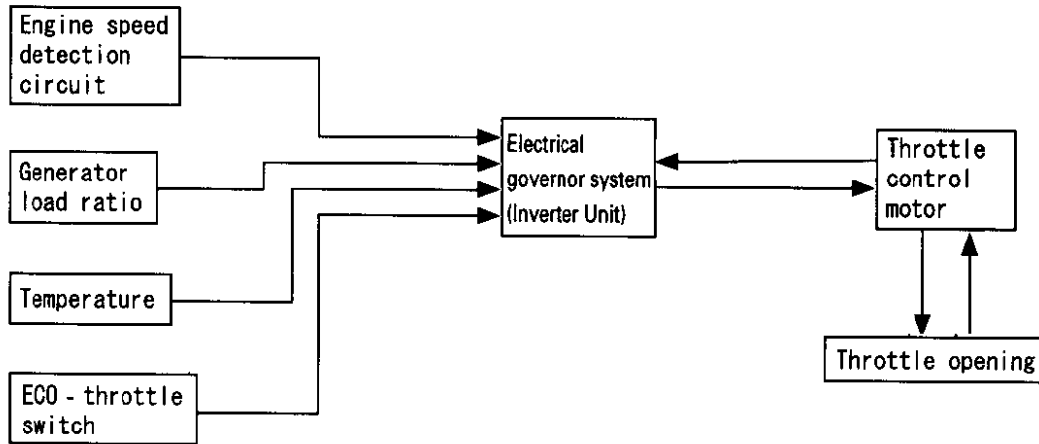 Engine speed
detection
circuit
Generator
load ratio
Temperature
ECO - throttle
switch
Electrical
governor system
(Inverter Unit)
Throttle
control
motor
Throttle opening